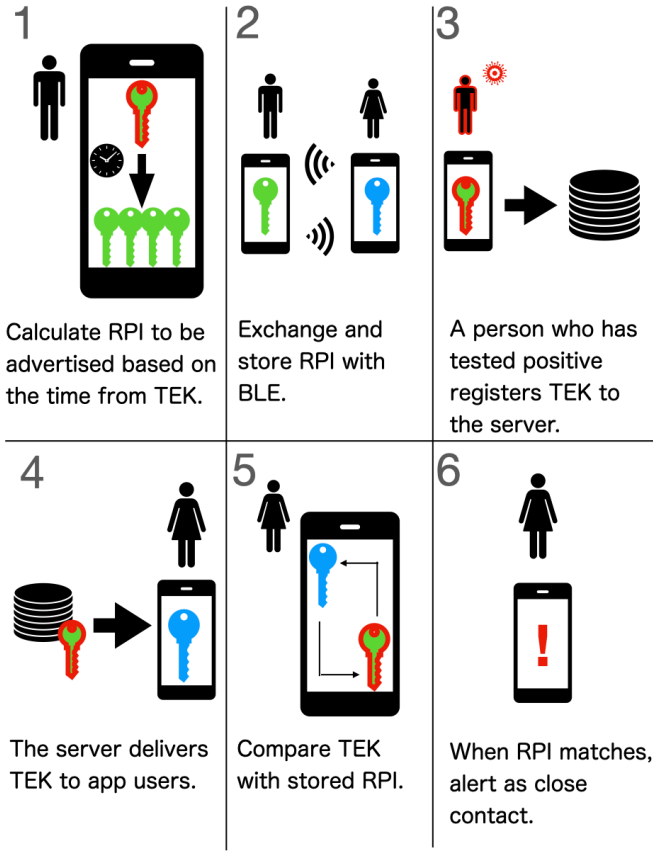 1
Calculate RPI to be
advertised based on
the time from TEK.
2
Exchange and
store RPI with
BLE.
3
A person who has
tested positive
registers TEK to
the server.
4
The server delivers
TEK to app users.
5
Compare TEK
with stored RPI.
6
!
When RPI matches,
alert as close
contact.